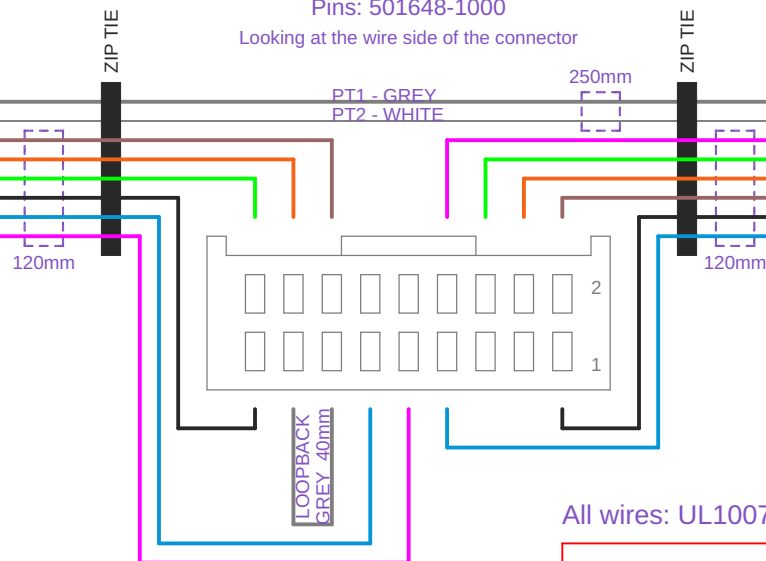 Pins: 501648-1000
Looking at the wire side of the connector
ZIP TIE
ZIP TIE
250mm
PT1 - GREY
PT2 - WHITE
120mm
120mm
2
1
LOOPBACK
GREY 40mm
All wires: UL1007